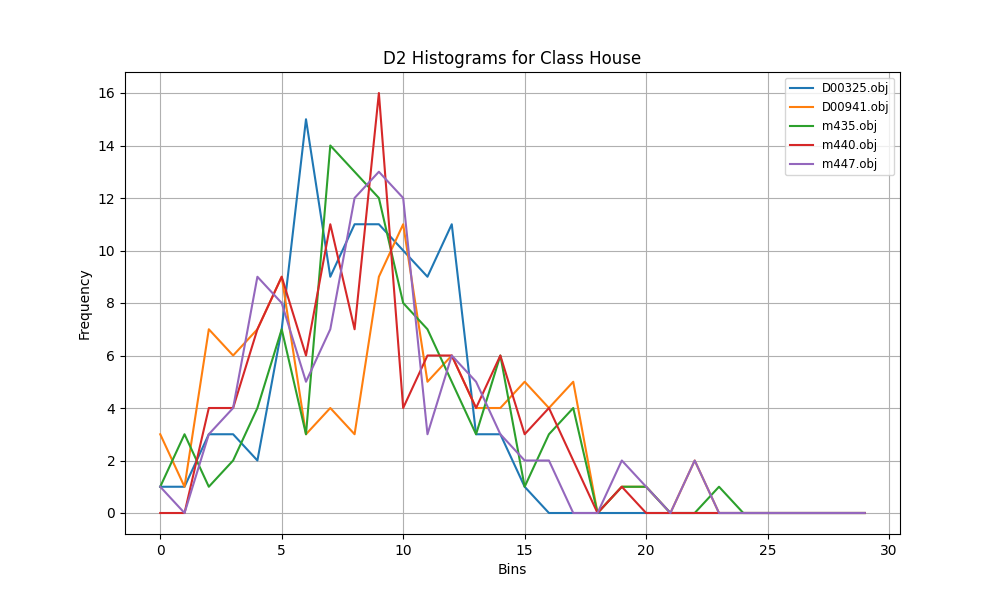 D2 Histograms for Class House
D00325.obj
D00941.obj
m435.obj
m440.obj
m447.obj
Frequency
16
14
12
10
8
6
4
2
0
0 5 10 15 20 25 30
Bins